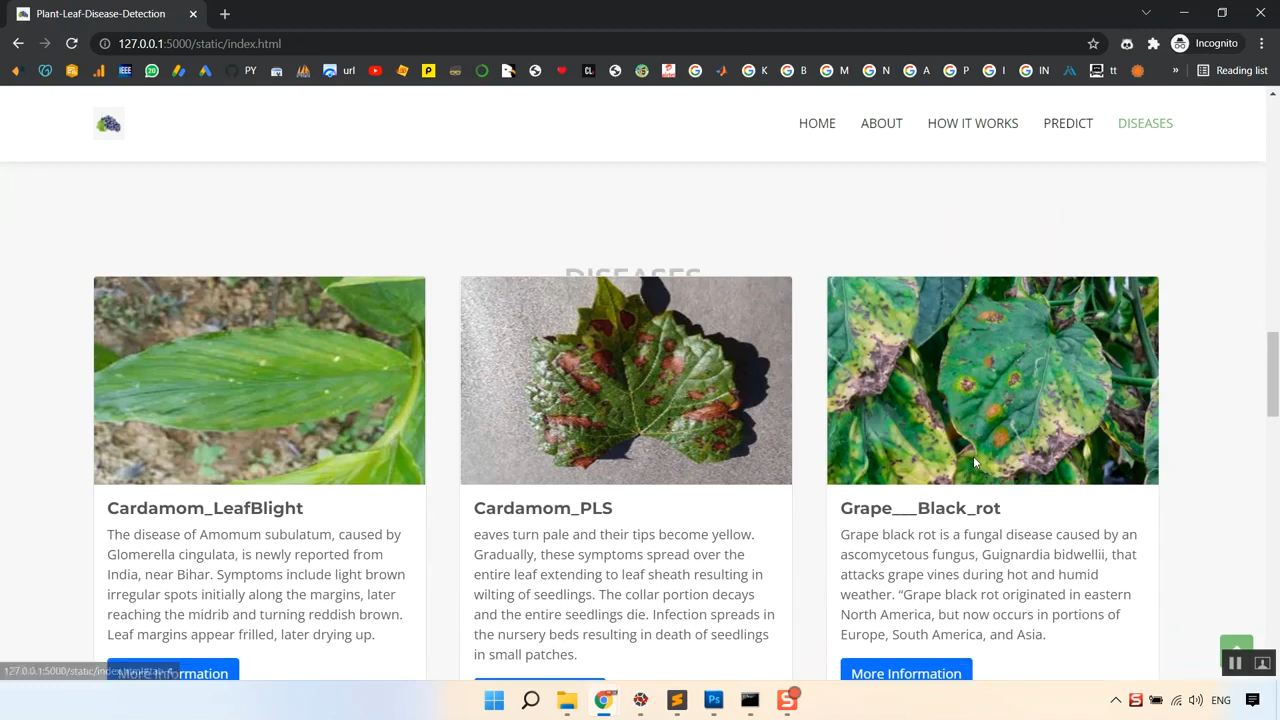 Plant-Leaf-Disease-Detection
127.0.0.1:5000/static/index.html
Incognito
IEEE 20 PY P url CL G K G B G M G N G G P G I G IN tt » Reading list
HOME ABOUT HOW IT WORKS PREDICT DISEASES
DISEASES
Cardamom_LeafBlight
The disease of Amomum subulatum, caused by
Glomerella cingulata, is newly reported from
India, near Bihar. Symptoms include light brown
irregular spots initially along the margins, later
reaching the midrib and turning reddish brown.
Leaf margins appear frilled, later drying up.
More Information
Cardamom_PLS
eaves turn pale and their tips become yellow.
Gradually, these symptoms spread over the
entire leaf extending to leaf sheath resulting in
wilting of seedlings. The collar portion decays
and the entire seedlings die. Infection spreads in
the nursery beds resulting in death of seedlings
in small patches.
Grape___Black_rot
Grape black rot is a fungal disease caused by an
ascomycetous fungus, Guignardia bidwellii, that
attacks grape vines during hot and humid
weather. “Grape black rot originated in eastern
North America, but now occurs in portions of
Europe, South America, and Asia.
More Information
ENG